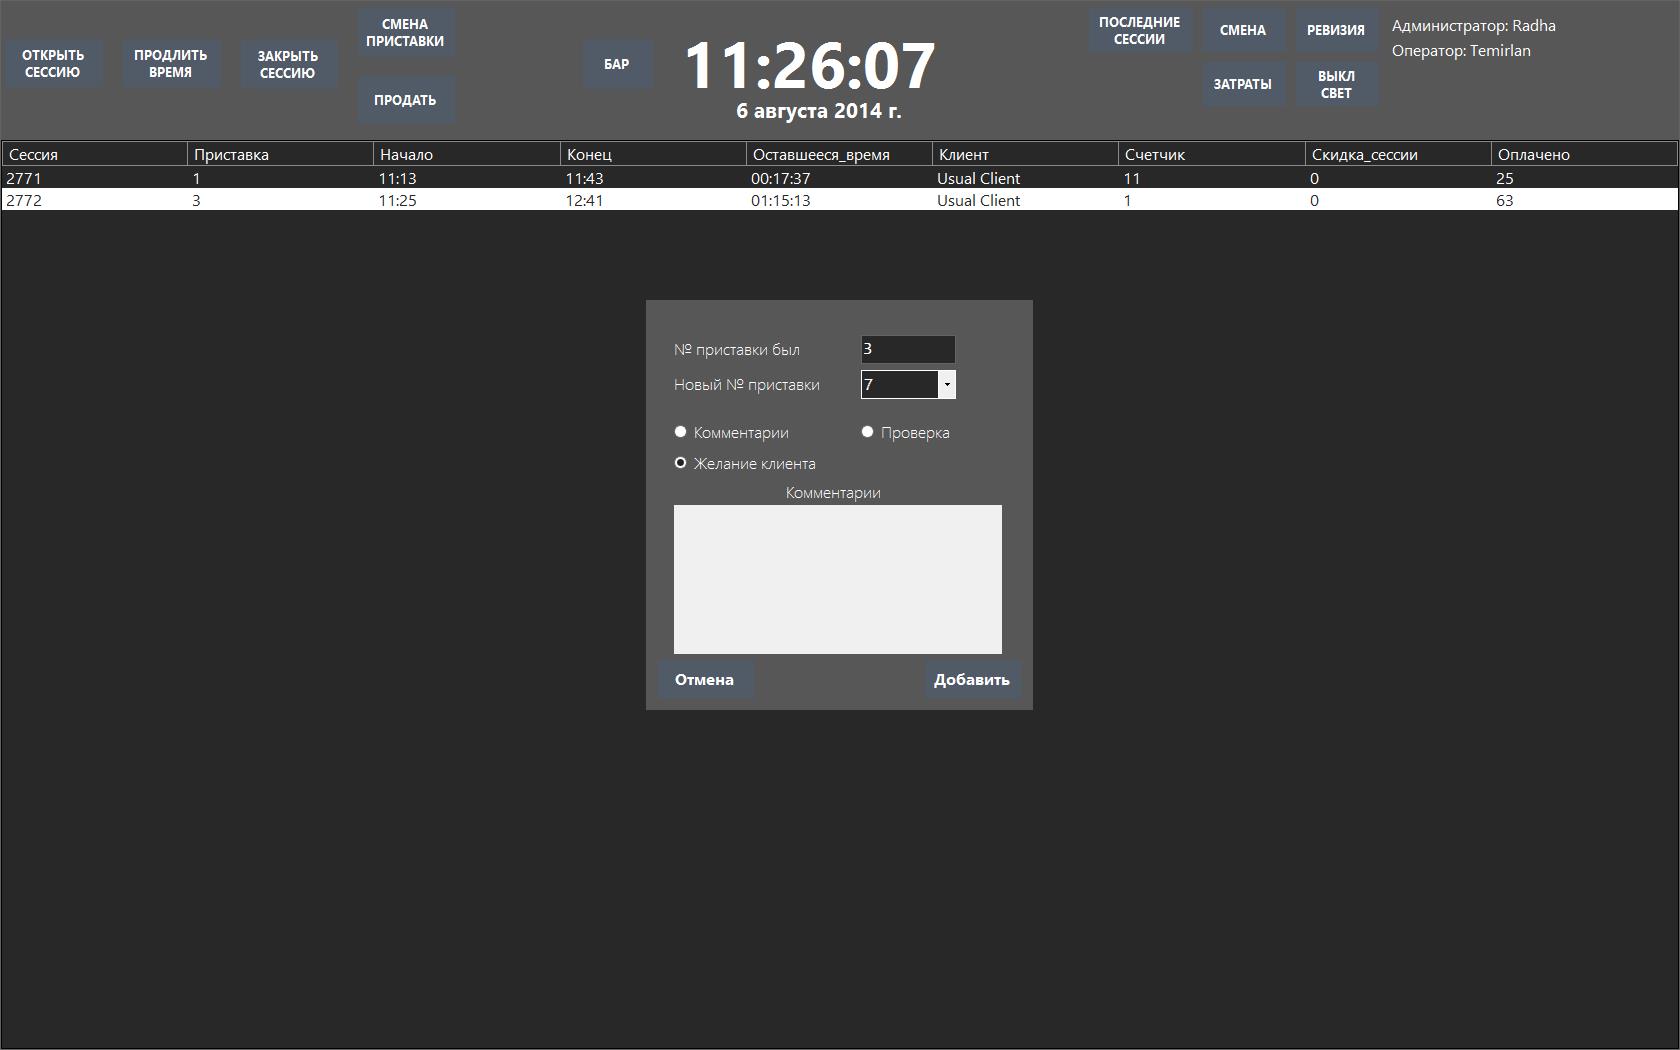 ОТКРЫТЬ
СЕССИЮ
ПРОДЛИТЬ
ВРЕМЯ
ЗАКРЫТЬ
СЕССИЮ
СМЕНА
ПРИСТАВКИ
ПРОДАТЬ
БАР
11:26:07
6 августа 2014 г.
ПОСЛЕДНИЕ
СЕССИИ
СМЕНА
РЕВИЗИЯ
ЗАТРАТЫ
ВЫКЛ
СВЕТ
Администратор: Radha
Оператор: Temirlan
Сессия Приставка Начало Конец Оставшееся_время Клиент Счетчик Скидка_сессии Оплачено
2771 1 11:13 11:43 00:17:37 Usual Client 11 0 25
2772 3 11:25 12:41 01:15:13 Usual Client 1 0 63
№ приставки был 3
Новый № приставки 7
Комментарии Проверка
Желание клиента
Комментарии
Отмена Добавить